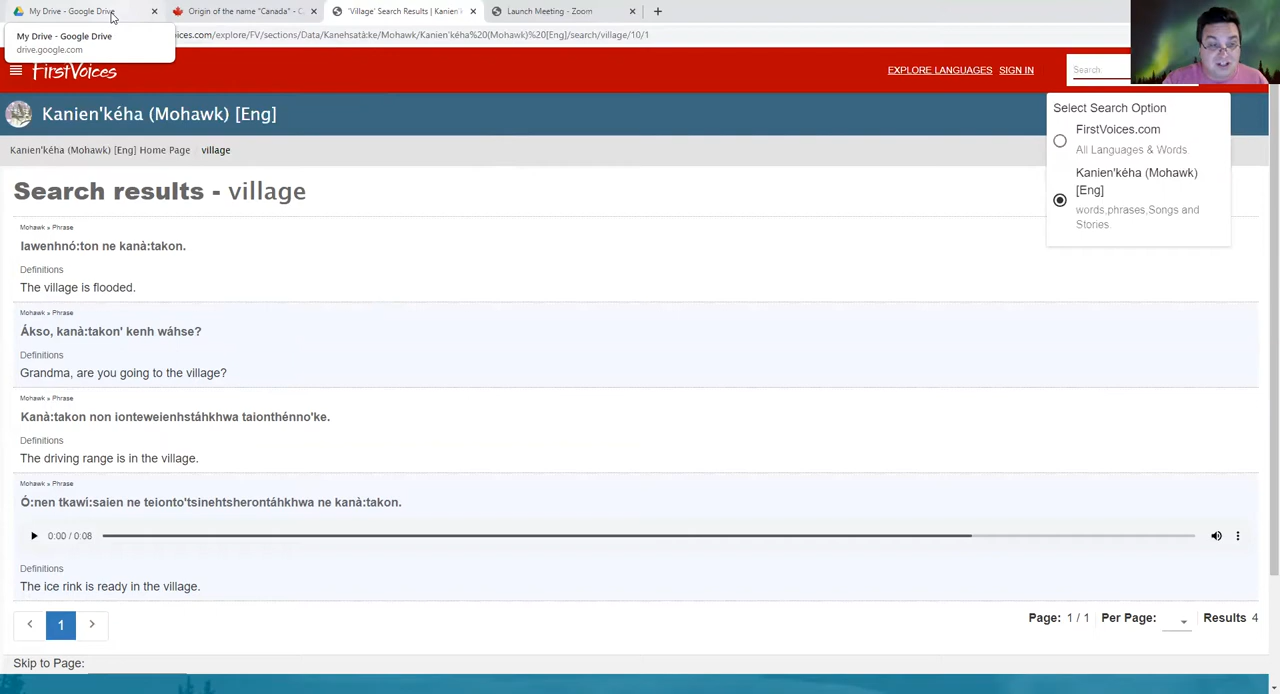 My Drive - Google Drive
Origin of the name "Canada" - C
'Village' Search Results | Kanien'
Launch Meeting - Zoom
My Drive - Google Drive
drive.google.com
ices.com/explore/FV/sections/Data/Kanehsatà:ke/Mohawk/Kanien'kéha%20(Mohawk)%20[Eng]/search/village/10/1
FirstVoices
EXPLORE LANGUAGES
SIGN IN
Search:
Kanien'kéha (Mohawk) [Eng]
Select Search Option
FirstVoices.com
All Languages & Words
Kanien'kéha (Mohawk)
[Eng]
words,phrases,Songs and
Stories
Kanien'kéha (Mohawk) [Eng] Home Page
village
Search results - village
Mohawk » Phrase
Iawenhnó:ton ne kanà:takon.
Definitions
The village is flooded.
Mohawk » Phrase
Ákso, kanà:takon' kenh wáhse?
Definitions
Grandma, are you going to the village?
Mohawk » Phrase
Kanà:takon non ionteweienhstáhkhwa taionthénno'ke.
Definitions
The driving range is in the village.
Mohawk » Phrase
Ó:nen tkawí:saien ne teionto'tsinehtsherontáhkhwa ne kanà:takon.
0:00 / 0:08
Definitions
The ice rink is ready in the village.
1
Page: 1 / 1
Per Page:
Results 4
Skip to Page: